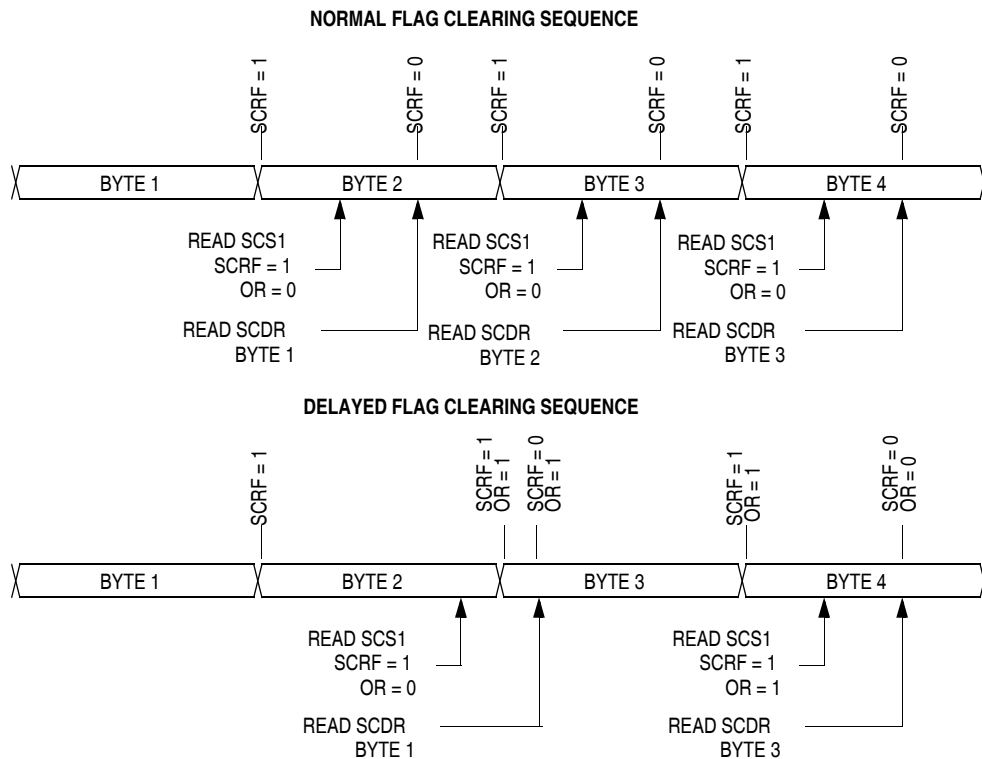 NORMAL FLAG CLEARING SEQUENCE
SCRF = 1
SCRF = 0
SCRF = 1
SCRF = 0
SCRF = 1
SCRF = 0
BYTE 1
BYTE 2
BYTE 3
BYTE 4
READ SCS1
SCRF = 1
OR = 0
READ SCS1
SCRF = 1
OR = 0
READ SCS1
SCRF = 1
OR = 0
READ SCDR
BYTE 1
READ SCDR
BYTE 2
READ SCDR
BYTE 3
DELAYED FLAG CLEARING SEQUENCE
SCRF = 1
SCRF = 1
OR = 1
SCRF = 0
OR = 1
SCRF = 1
OR = 1
SCRF = 0
OR = 0
BYTE 1
BYTE 2
BYTE 3
BYTE 4
READ SCS1
SCRF = 1
OR = 0
READ SCS1
SCRF = 1
OR = 1
READ SCDR
BYTE 1
READ SCDR
BYTE 3